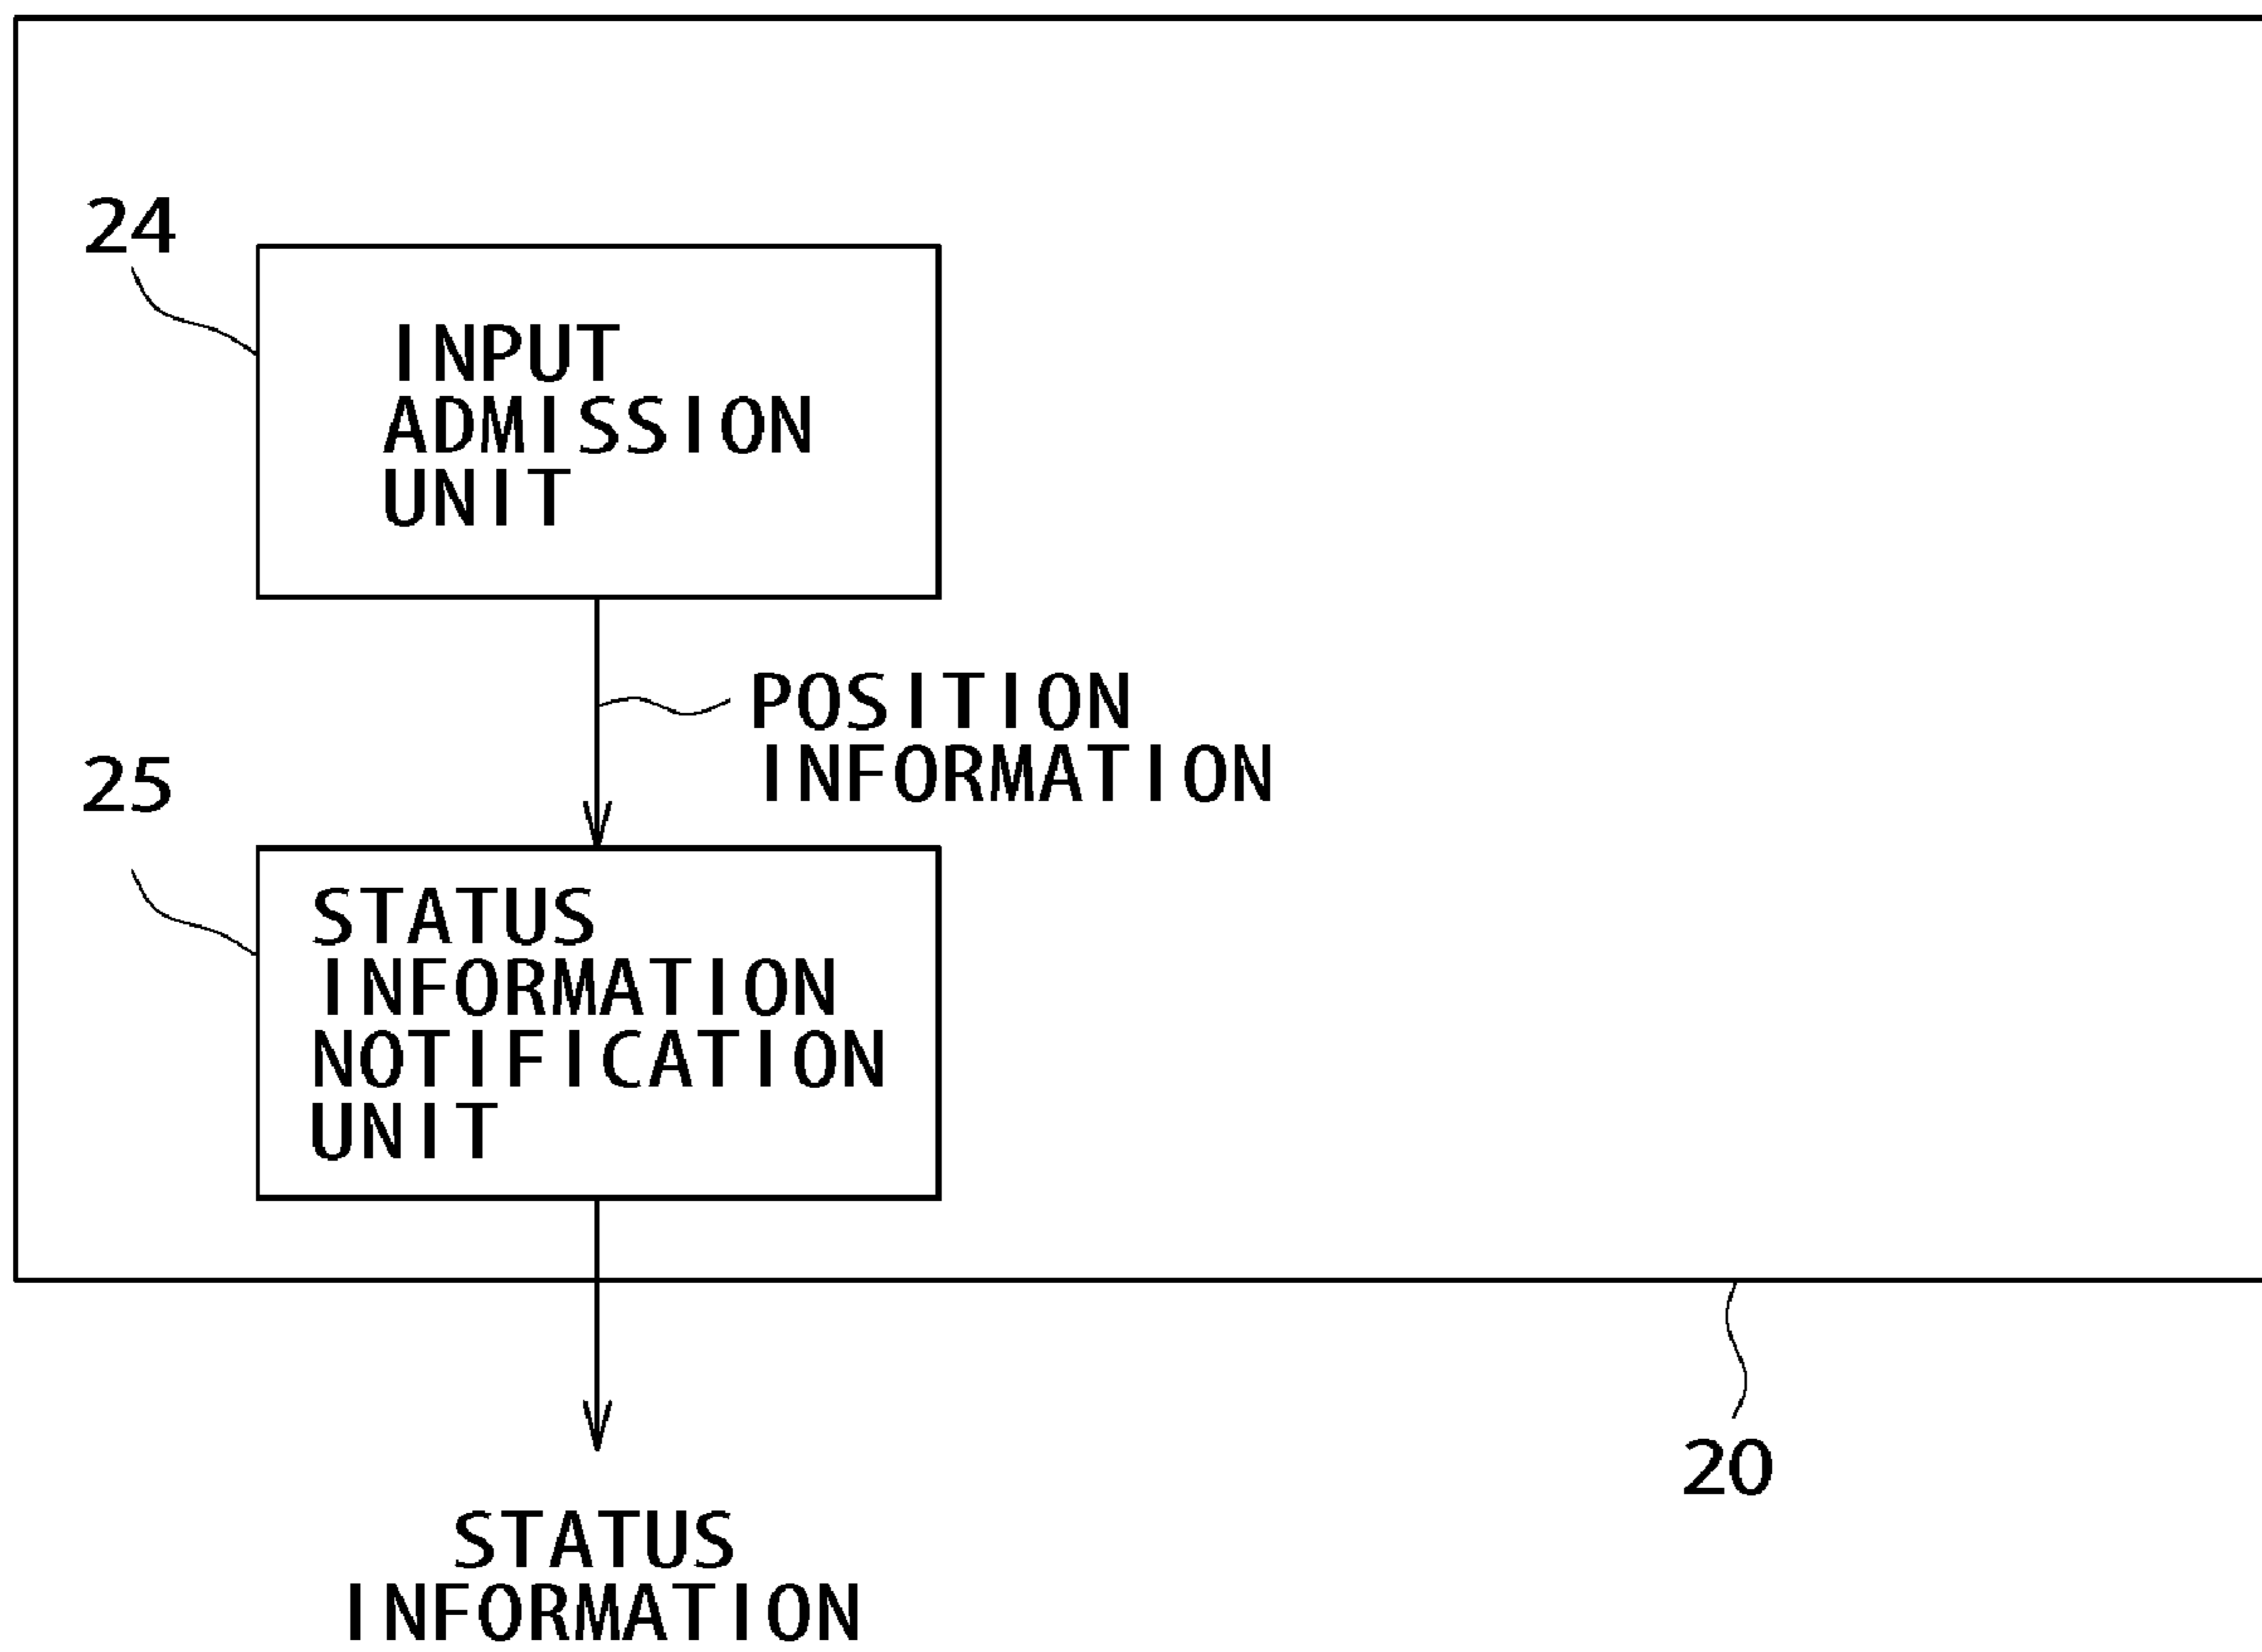 24
INPUT
ADMISSION
UNIT
POSITION
INFORMATION
25
STATUS
INFORMATION
NOTIFICATION
UNIT
20
STATUS
INFORMATION